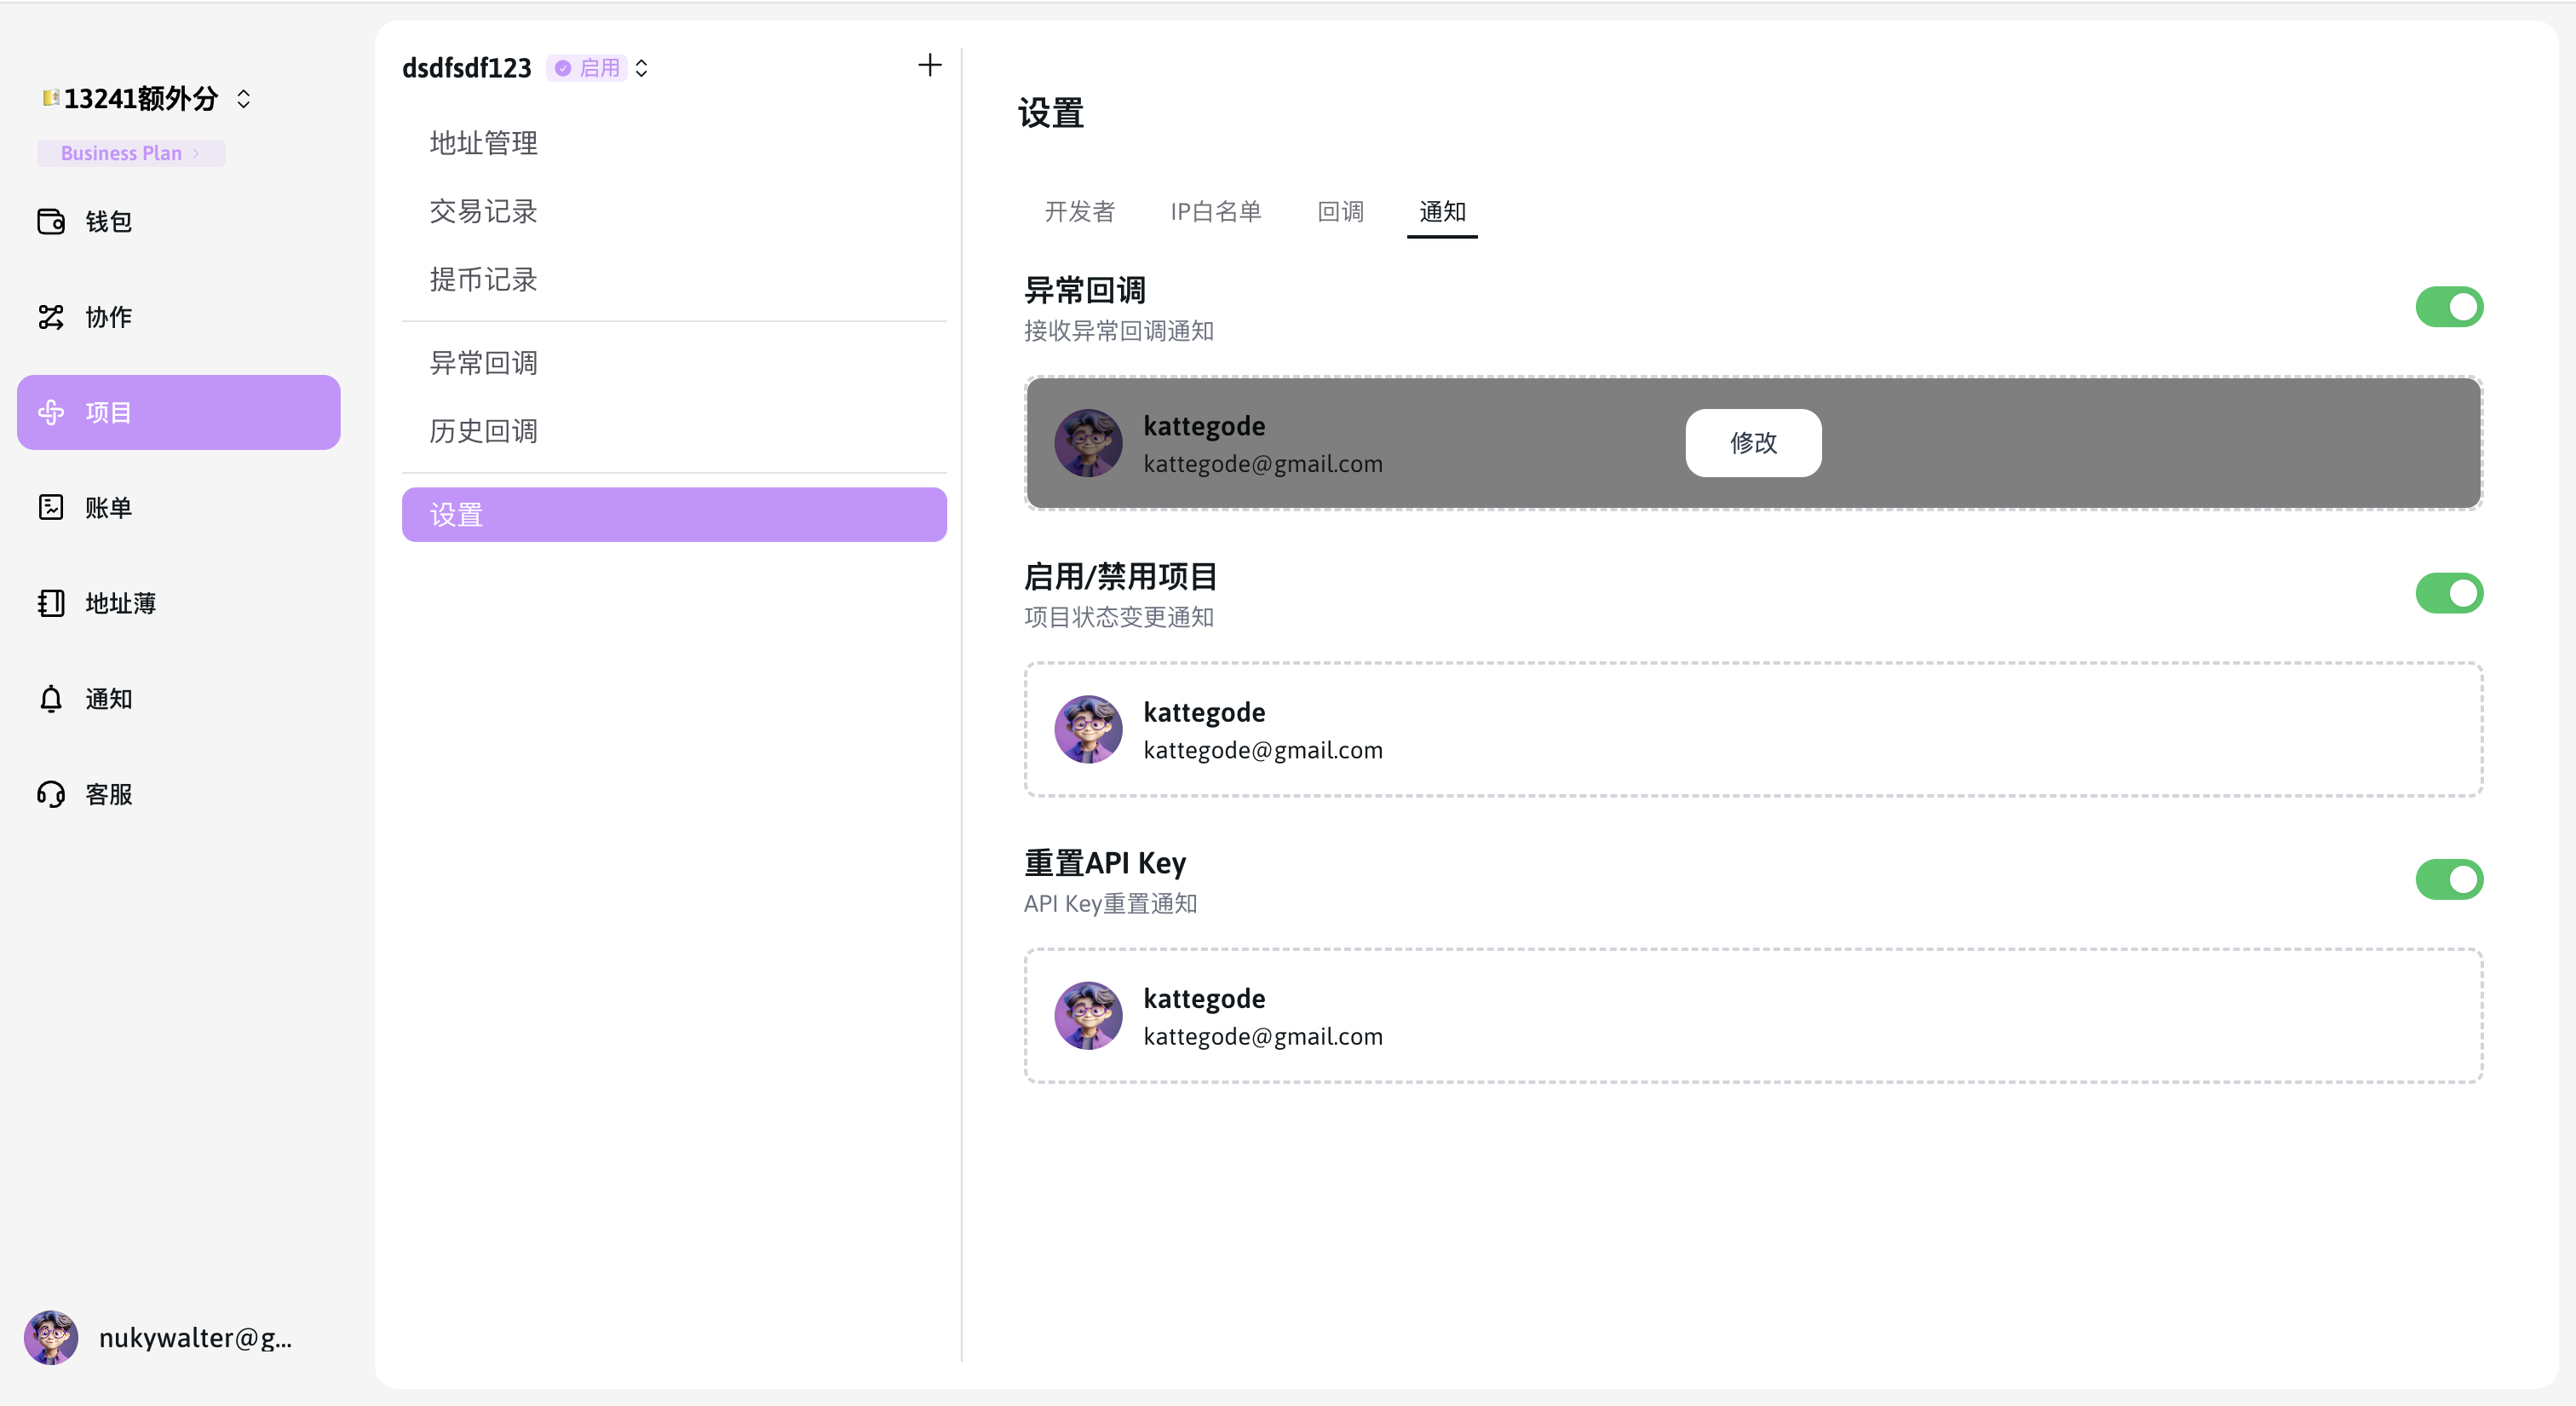 13241额外分
Business Plan
钱包
协作
项目
账单
地址薄
通知
客服
nukywalter@g...
dsdfsdf123 启用
地址管理
交易记录
提币记录
异常回调
历史回调
设置
设置
开发者 IP白名单 回调 通知
异常回调
接收异常回调通知
kattegode
kattegode@gmail.com
修改
启用/禁用项目
项目状态变更通知
kattegode
kattegode@gmail.com
重置API Key
API Key重置通知
kattegode
kattegode@gmail.com